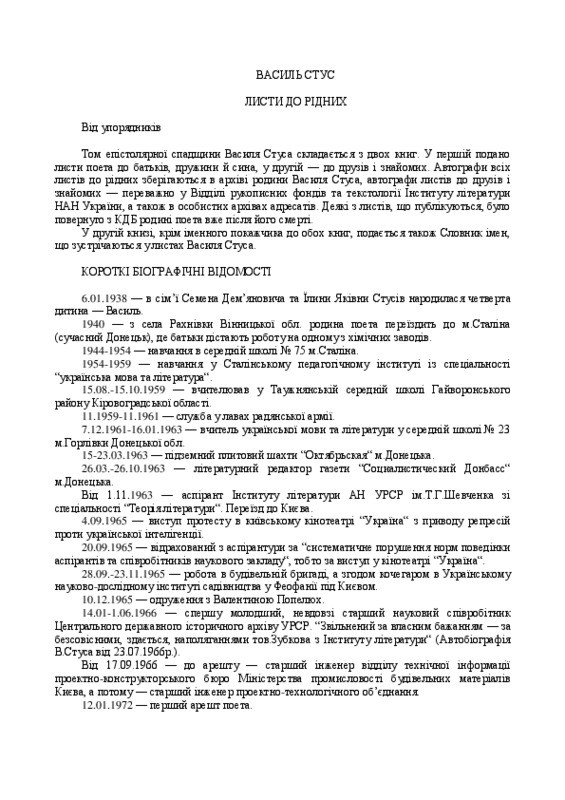 ВАСИЛЬ СТУС
ЛИСТИ ДО РІДНИХ
Від упорядників
Том епістолярної спадщини Василя Стуса складається з двох книг. У першій подано
листи поета до батьків, дружини й сина, у другій — до друзів і знайомих. Автографи всіх
листів до рідних зберігаються в архіві родини Василя Стуса, автографи листів до друзів і
знайомих — переважно у Відділі рукописних фондів та текстології Інституту літератури
НАН України, а також в особистих архівах адресатів. Деякі з листів, що публікуються, було
повернуто з КДБ родині поета вже після його смерті.
У другій книзі, крім іменного покажчика до обох книг, подається також Словник імен,
що зустрічаються у листах Василя Стуса.
КОРОТКІ БІОГРАФІЧНІ ВІДОМОСТІ
6.01.1938 — в сім’ї Семена Дем’яновича та Їлини Яківни Стусів народилася четверта
дитина — Василь.
1940 — з села Рахнівки Вінницької обл. родина поета переїздить до м.Сталіна
(сучасний Донецьк), де батьки дістають роботу на одному з хімічних заводів.
1944-1954 — навчання в середній школі № 75 м.Сталіна.
1954-1959 — навчання у Сталінському педагогічному інституті із спеціальності
“українська мова та література“.
15.08.-15.10.1959 — вчителював у Таужнянській середній школі Гайворонського
району Кіровоградської області.
11.1959-11.1961 — служба у лавах радянської армії.
7.12.1961-16.01.1963 — вчитель української мови та літератури у середній школі № 23
м.Горлівки Донецької обл.
15-23.03.1963 — підземний плитовий шахти “Октябрьская“ м.Донецька.
26.03.-26.10.1963 — літературний редактор газети “Социалистический Донбасс“
м.Донецька.
Від 1.11.1963 — аспірант Інституту літератури АН УРСР ім.Т.Г.Шевченка зі
спеціальності “Теорія літератури“. Переїзд до Києва.
4.09.1965 — виступ протесту в київському кінотеатрі “Україна“ з приводу репресій
проти української інтелігенції.
20.09.1965 — відрахований з аспірантури за “систематичне порушення норм поведінки
аспірантів та співробітників наукового закладу“, тобто за виступ у кінотеатрі “Україна“.
28.09.-23.11.1965 — робота в будівельній бригаді, а згодом кочегаром в Українському
науково-дослідному інституті садівництва у Феофанії під Києвом.
10.12.1965 — одруження з Валентиною Попелюх.
14.01-1.06.1966 — спершу молодший, невдовзі старший науковий співробітник
Центрального державного історичного архіву УРСР. “Звільнений за власним бажанням — за
безсовісними, здається, наполяганнями тов.Зубкова з Інституту літератури“ (Автобіографія
В.Стуса від 23.07.1966р.).
Від 17.09.1966 — до арешту — старший інженер відділу технічної інформації
проектно-конструкторського бюро Міністерства промисловості будівельних матеріалів
Києва, а потому — старший інженер проектно-технологічного об’єднання.
12.01.1972 — перший арешт поета.